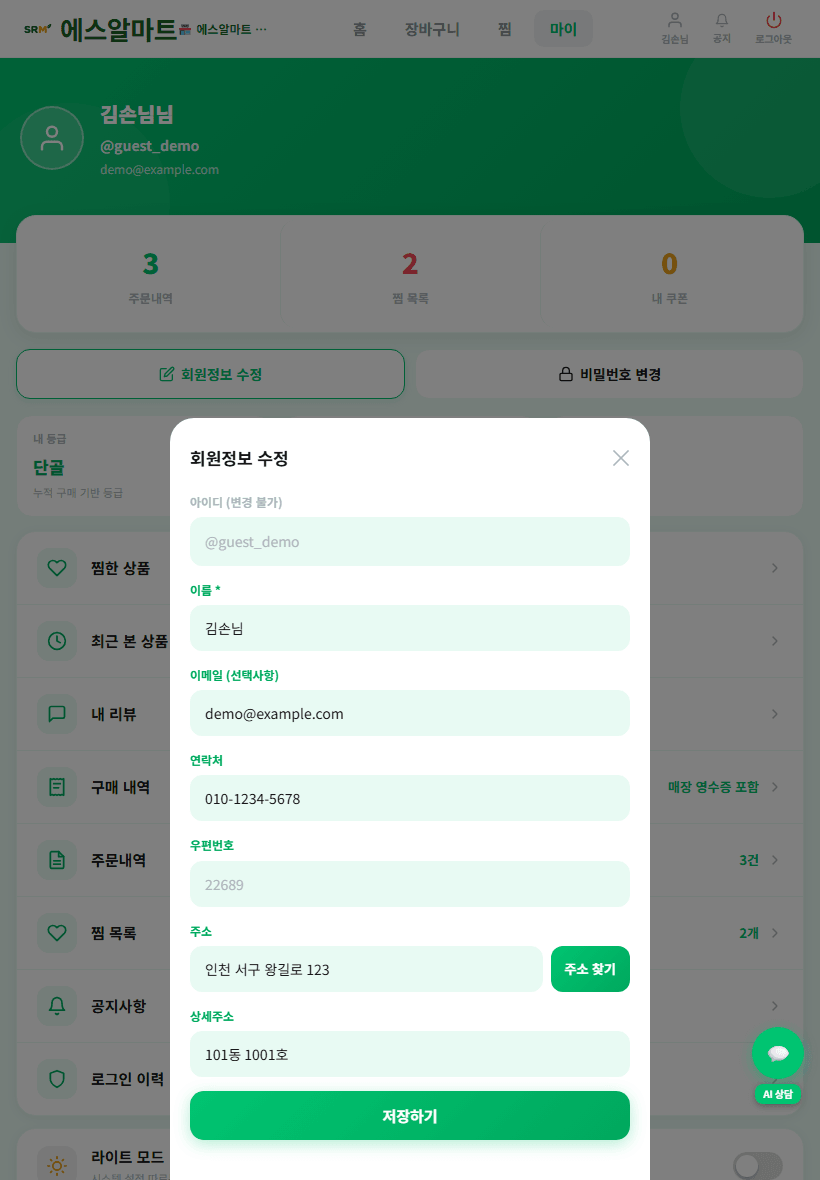 SRM 에스알마트 에스알마트 ···
홈 장바구니 찜 마이
김손님 공지 로그아웃
김손님님
@guest_demo
demo@example.com
3 2 0
주문내역 찜 목록 내 쿠폰
회원정보 수정 비밀번호 변경
내 등급
단골
누적 구매 기반 등급
찜한 상품
최근 본 상품
내 리뷰
구매 내역 매장 영수증 포함
주문내역 3건
찜 목록 2개
공지사항
로그인 이력
라이트 모드
회원정보 수정
아이디 (변경 불가)
@guest_demo
이름 *
김손님
이메일 (선택사항)
demo@example.com
연락처
010-1234-5678
우편번호
22689
주소
인천 서구 왕길로 123 주소 찾기
상세주소
101동 1001호
저장하기
AI 상담